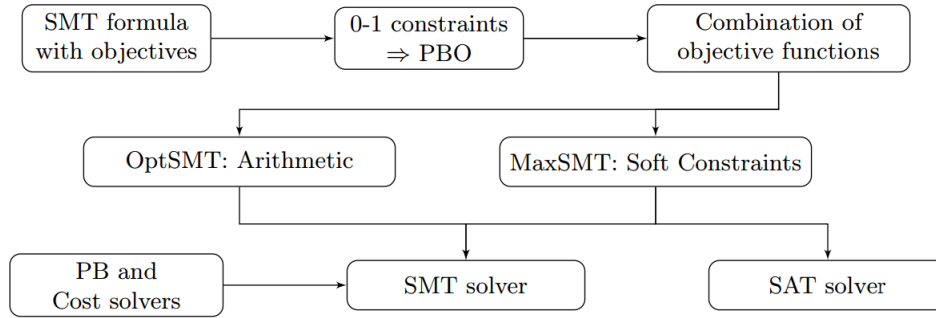 SMT formula
with objectives
0-1 constraints
⇒ PBO
Combination of
objective functions
OptSMT: Arithmetic
MaxSMT: Soft Constraints
PB and
Cost solvers
SMT solver
SAT solver